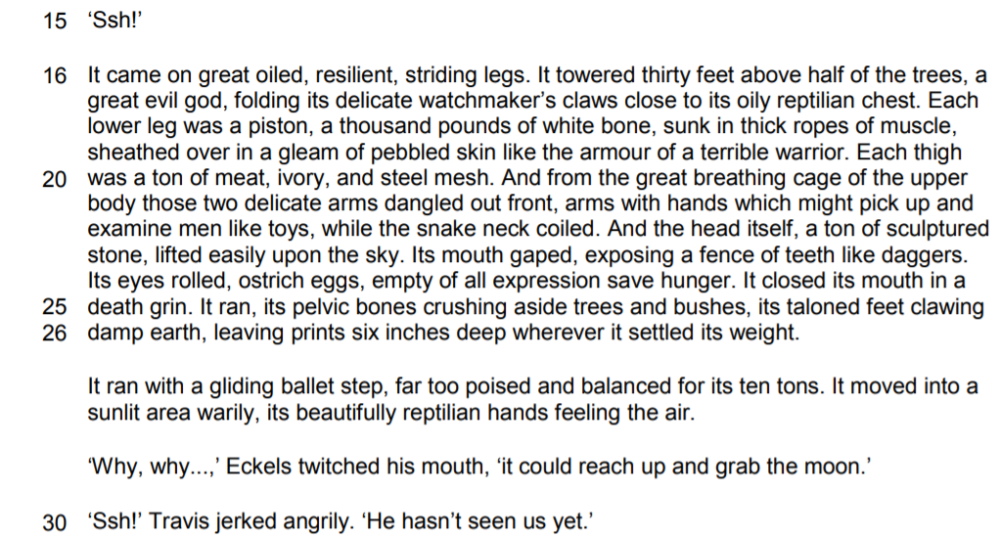 15 ‘Ssh!’
16 It came on great oiled, resilient, striding legs. It towered thirty feet above half of the trees, a
great evil god, folding its delicate watchmaker’s claws close to its oily reptilian chest. Each
lower leg was a piston, a thousand pounds of white bone, sunk in thick ropes of muscle,
sheathed over in a gleam of pebbled skin like the armour of a terrible warrior. Each thigh
20 was a ton of meat, ivory, and steel mesh. And from the great breathing cage of the upper
body those two delicate arms dangled out front, arms with hands which might pick up and
examine men like toys, while the snake neck coiled. And the head itself, a ton of sculptured
stone, lifted easily upon the sky. Its mouth gaped, exposing a fence of teeth like daggers.
Its eyes rolled, ostrich eggs, empty of all expression save hunger. It closed its mouth in a
25 death grin. It ran, its pelvic bones crushing aside trees and bushes, its taloned feet clawing
26 damp earth, leaving prints six inches deep wherever it settled its weight.
It ran with a gliding ballet step, far too poised and balanced for its ten tons. It moved into a
sunlit area warily, its beautifully reptilian hands feeling the air.
‘Why, why...,’ Eckels twitched his mouth, ‘it could reach up and grab the moon.’
30 ‘Ssh!’ Travis jerked angrily. ‘He hasn’t seen us yet.’